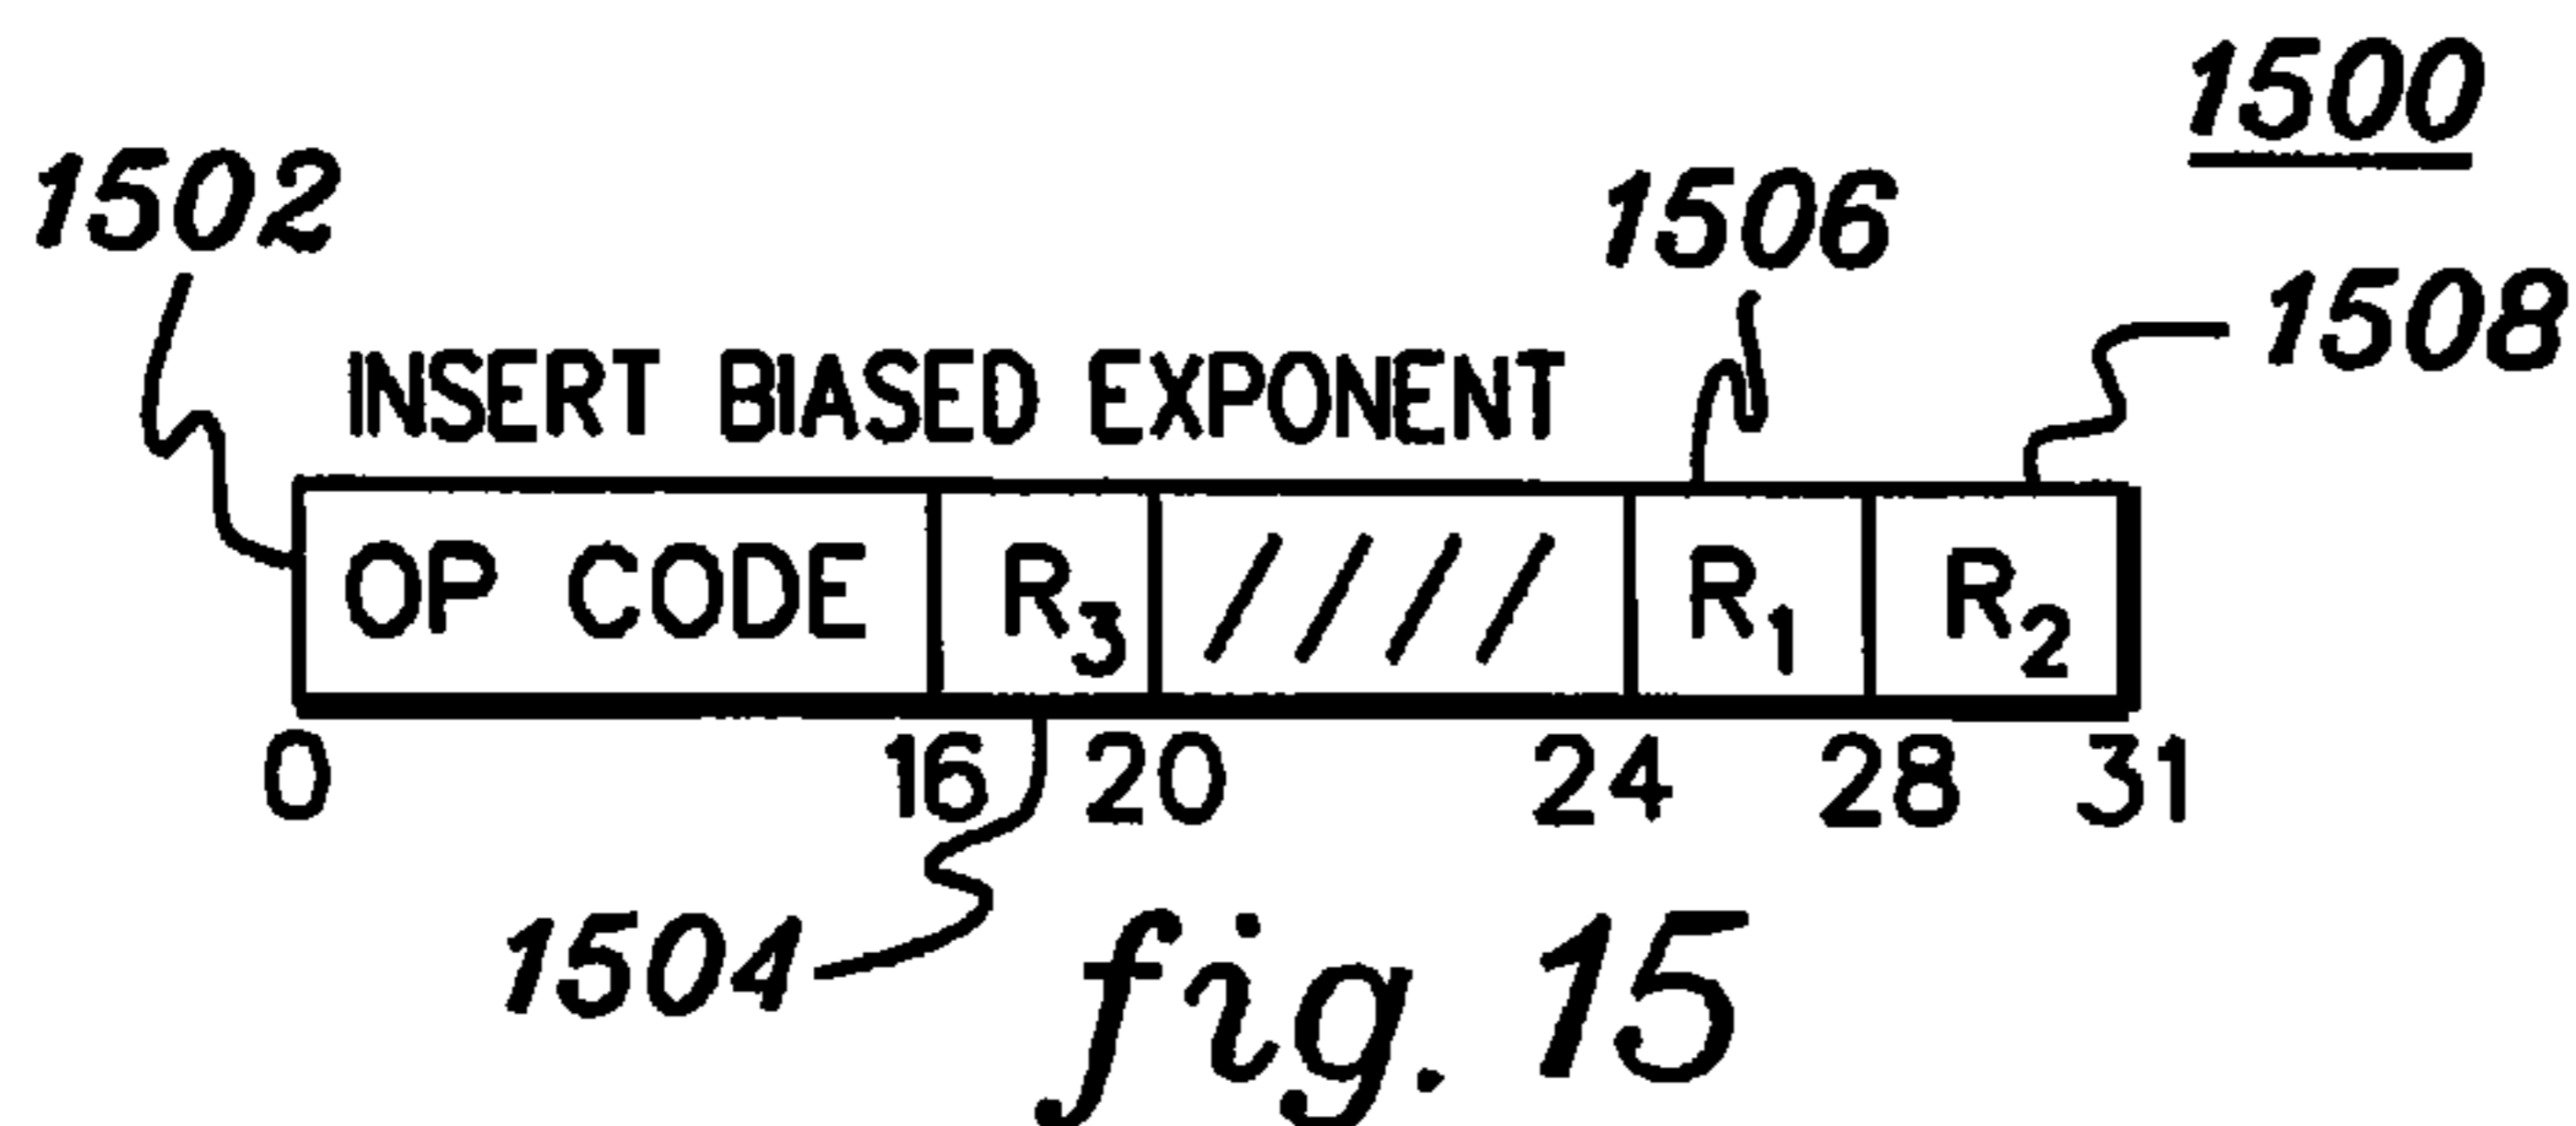 1500
1502
1506
1508
INSERT BIASED EXPONENT
OP CODE R3 //// R1 R2
0 16 20 24 28 31
1504
fig. 15